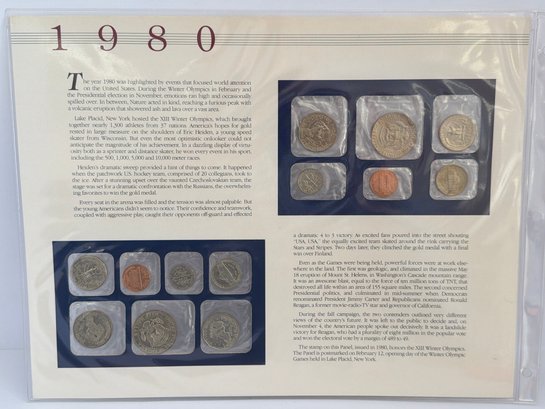 1980
The year 1980 was highlighted by events that focused world attention
on the United States. During the Winter Olympics in February and
the Presidential election in November, emotions ran high and occasionally
spilled over. In between, Nature acted in kind, reaching a furious peak with
a volcanic eruption that showered ash and lava over a vast area.
Lake Placid, New York hosted the XIII Winter Olympics, which brought
together nearly 1,300 athletes from 37 nations. America's hopes for gold
rested in large measure on the shoulders of Eric Heiden, a young speed
skater from Wisconsin. But even the most optimistic onlooker could not
anticipate the magnitude of his achievement. In a dazzling display of virtuo-
sity both as a sprinter and distance skater, he won every event in his sport,
including the 500, 1,000, 5,000 and 10,000 meter races.
Heiden's dramatic sweep provided a hint of things to come. It happened
when the patchwork U.S. hockey team, comprised of 20 collegians, took to
the ice. After a stunning upset over the vaunted Czechoslovakian team, the
stage was set for a dramatic confrontation with the Russians, the overwhelm-
ing favorites to win the gold medal.
Every seat in the arena was filled and the tension was almost palpable. But
the young Americans didn't seem to notice. Their confidence and teamwork,
coupled with aggressive play, caught their opponents off-guard and effected
a dramatic 4 to 3 victory. As excited fans poured into the street shouting
"USA, USA," the equally excited team skated around the rink carrying the
Stars and Stripes. Two days later, they clinched the gold medal with a final
win over Finland.
Even as the Games were being held, powerful forces were at work else-
where in the land. The first was geologic, and climaxed in the massive May
18 eruption of Mount St. Helens, in Washington's Cascade mountain range.
It was an awesome blast, equal to the force of ten million tons of TNT, that
destroyed all life within an area of 155 square miles. The second concerned
Presidential politics, and culminated in mid-summer when Democrats
renominated President Jimmy Carter and Republicans nominated Ronald
Reagan, a former movie-radio-TV star and governor of California.
During the fall campaign, the two contenders outlined very different
views of the country's future. It was left to the public to decide and, on
November 4, the American people spoke out decisively. It was a landslide
victory for Reagan, who had a plurality of eight million in the popular vote
and won the electoral vote by a margin of 489 to 49.
The stamp on this Panel, issued in 1980, honors the XIII Winter Olympics.
The Panel is postmarked on February 12, opening day of the Winter Olympic
Games held in Lake Placid, New York.